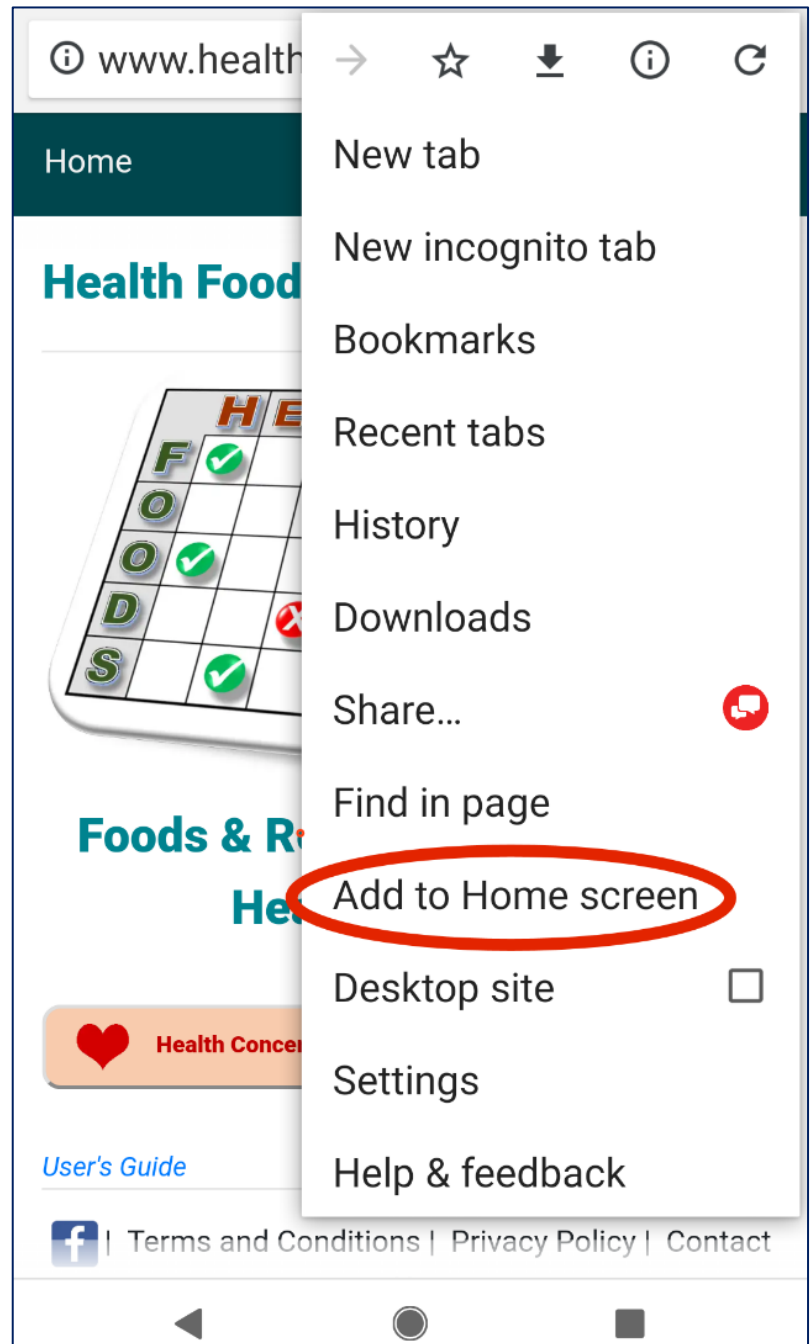 www.health
Home
New tab
New incognito tab
Health Food
Bookmarks
Recent tabs
H E
F
O
O
D
S
History
Downloads
Share...
Find in page
Foods &
Add to Home screen
Desktop site
Health
Settings
User's Guide
Help & feedback
f | Terms and Conditions | Privacy Policy | Contact